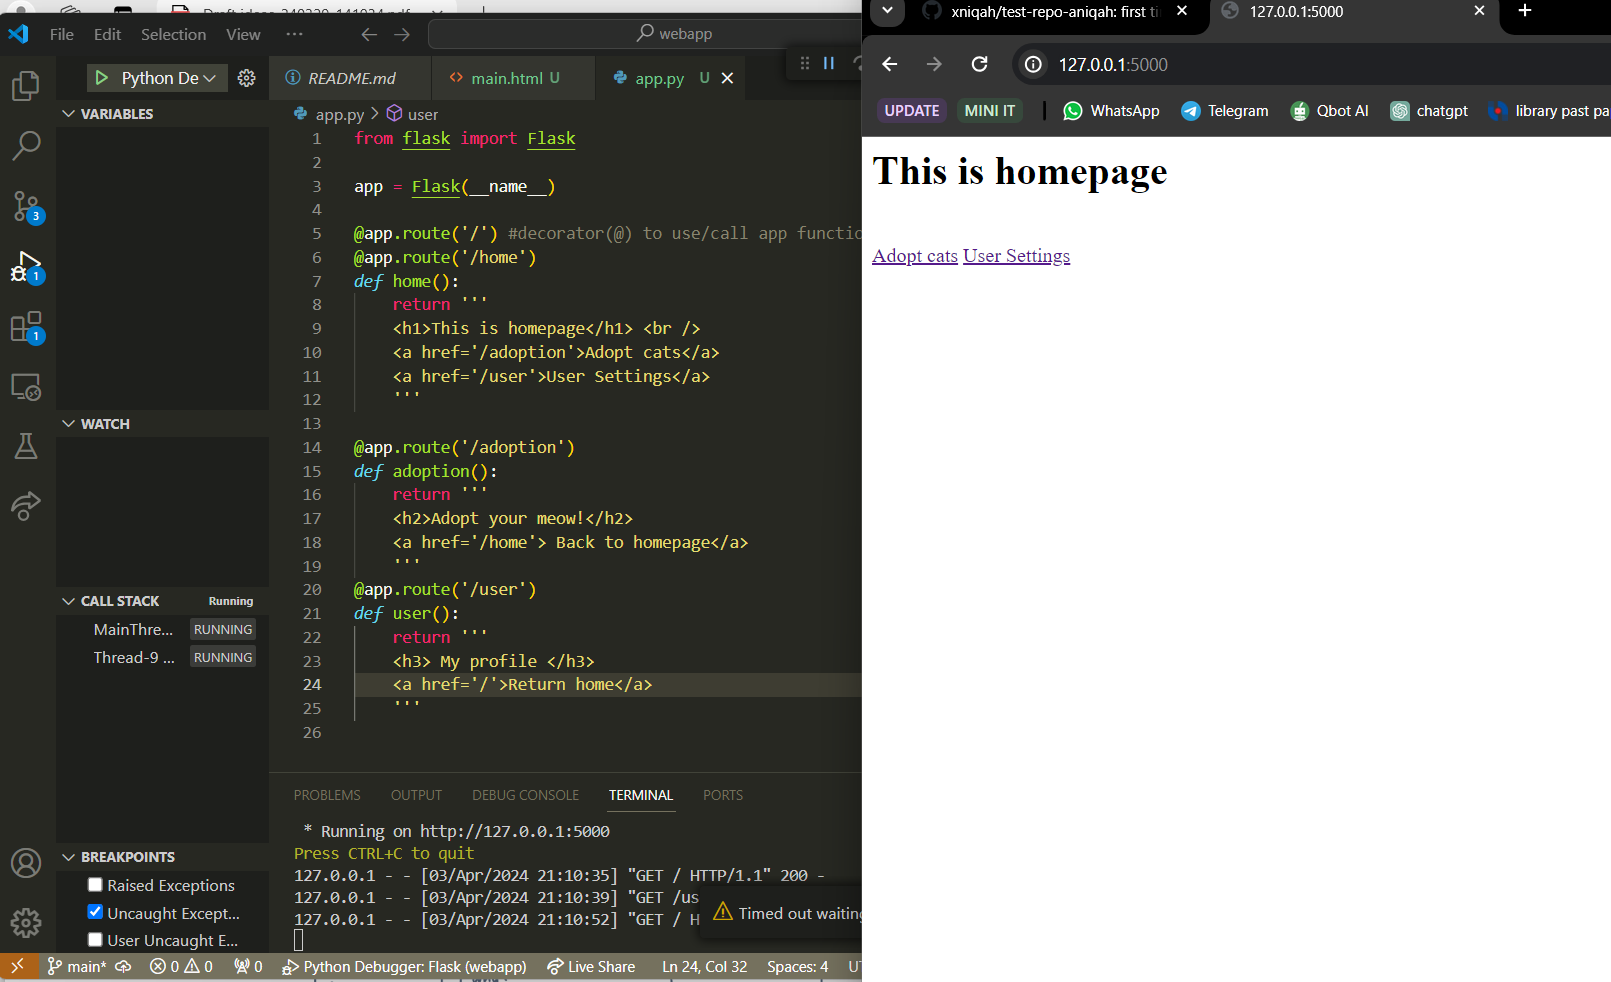 File Edit Selection View ··· webapp
Python De
README.md main.html U app.py U
VARIABLES
app.py > user
1 from flask import Flask
2
3 app = Flask(__name__)
4
5 @app.route('/') #decorator(@) to use/call app functio
6 @app.route('/home')
7 def home():
8 return '''
9 <h1>This is homepage</h1> <br />
10 <a href='/adoption'>Adopt cats</a>
11 <a href='/user'>User Settings</a>
12 '''
13
14 @app.route('/adoption')
15 def adoption():
16 return '''
17 <h2>Adopt your meow!</h2>
18 <a href='/home'> Back to homepage</a>
19 '''
20 @app.route('/user')
21 def user():
22 return '''
23 <h3> My profile </h3>
24 <a href='/'>Return home</a>
25 '''
26
3
1
1
WATCH
CALL STACK Running
MainThre... RUNNING
Thread-9 ... RUNNING
BREAKPOINTS
Raised Exceptions
Uncaught Except...
User Uncaught E...
PROBLEMS OUTPUT DEBUG CONSOLE TERMINAL PORTS
* Running on http://127.0.0.1:5000
Press CTRL+C to quit
127.0.0.1 - - [03/Apr/2024 21:10:35] "GET / HTTP/1.1" 200 -
127.0.0.1 - - [03/Apr/2024 21:10:39] "GET /us
127.0.0.1 - - [03/Apr/2024 21:10:52] "GET / H
Timed out waiting
main* 0 0 0 Python Debugger: Flask (webapp) Live Share Ln 24, Col 32 Spaces: 4 UT
xniqah/test-repo-aniqah: first ti 127.0.0.1:5000
127.0.0.1:5000
UPDATE MINI IT WhatsApp Telegram Qbot AI chatgpt library past pa
This is homepage
Adopt cats User Settings